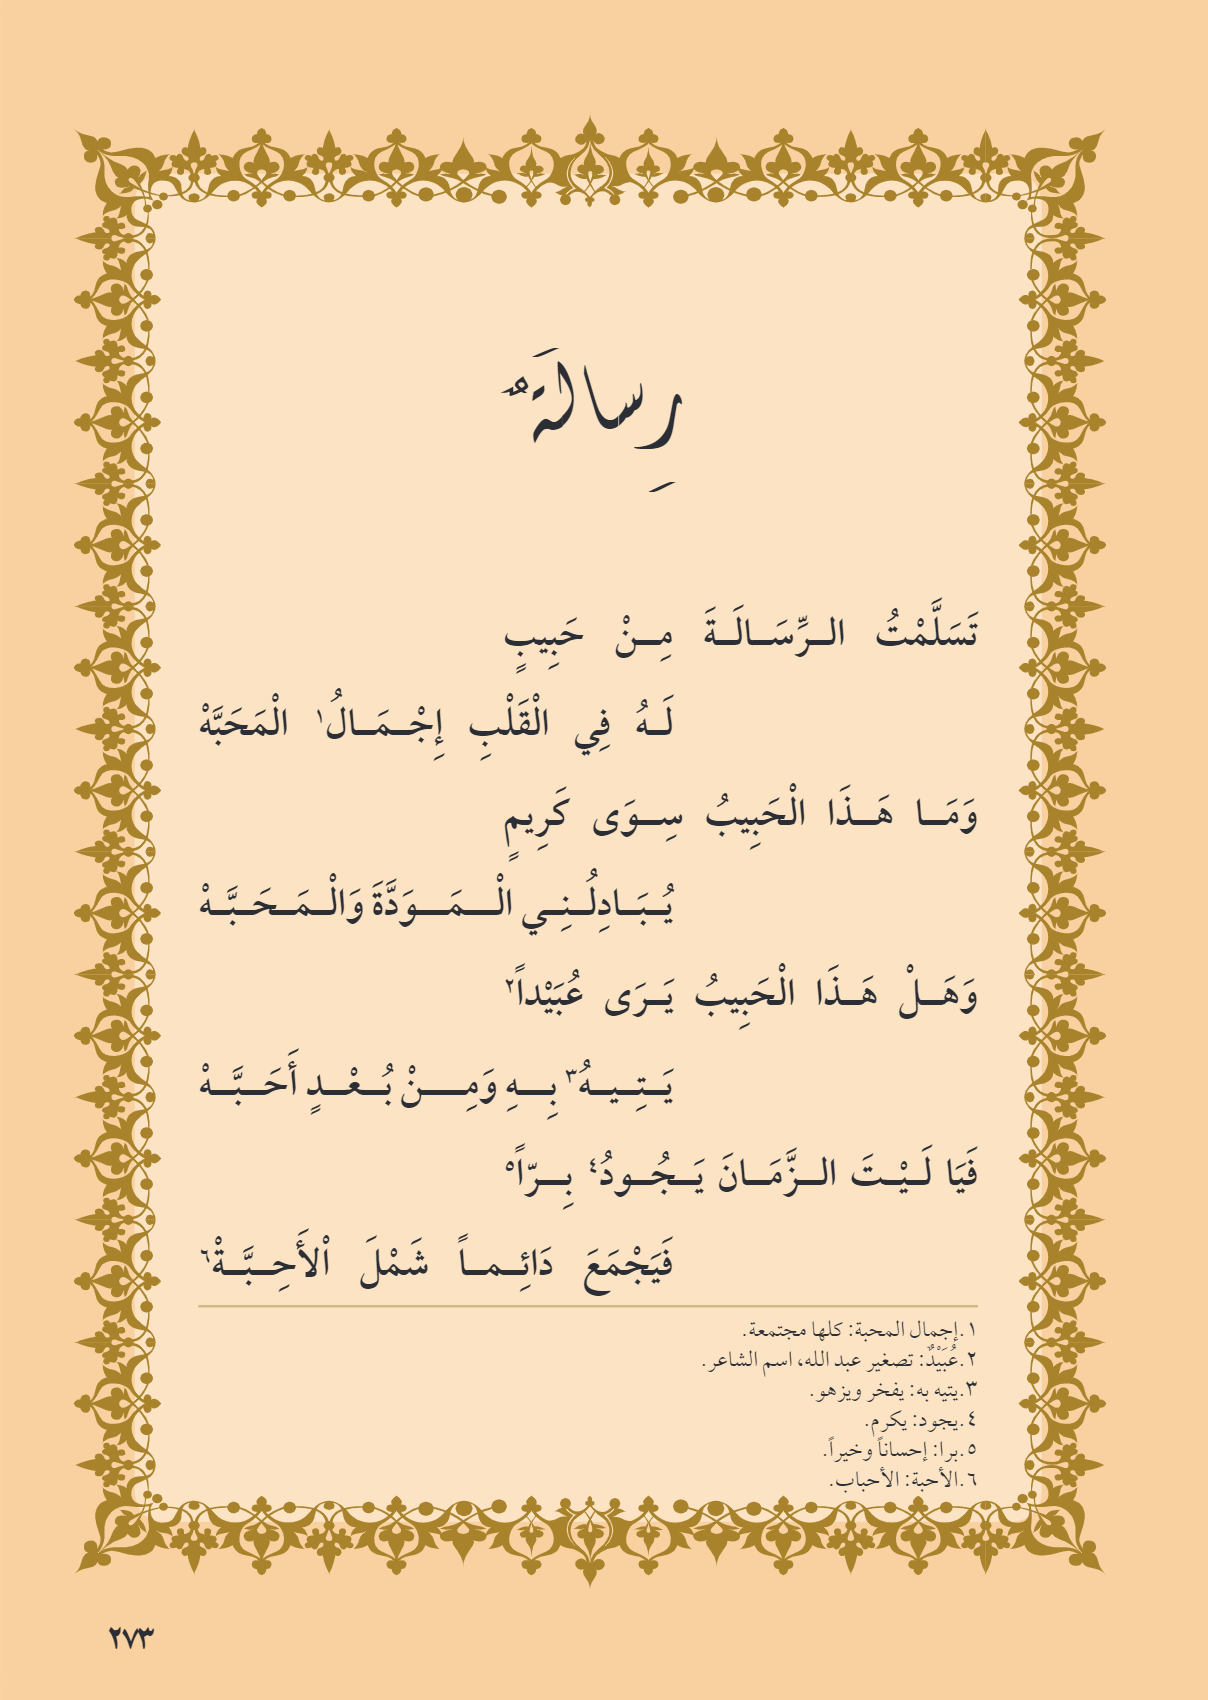 رِسالَةٌ
تَسَلَّمْتُ الرِّسَالَةَ مِنْ حَبِيبٍ
لَهُ فِي الْقَلْبِ إِجْمَالُ١ الْمَحَبَّهْ
وَمَا هَذَا الْحَبِيبُ سِوَى كَرِيمٍ
يُبَادِلُنِي الْمَوَدَّةَ وَالْمَحَبَّهْ
وَهَلْ هَذَا الْحَبِيبُ يَرَى عُبَيْداً٢
يَتِيهُ٣ بِهِ وَمِنْ بُعْدٍ أَحَبَّهْ
فَيَا لَيْتَ الزَّمَانَ يَجُودُ٤ بِرّاً٥
فَيَجْمَعَ دَائِماً شَمْلَ اْلأَحِبَّةْ٦
١.إجمال المحبة: كلها مجتمعة.
٢.عُبَيْدٌ: تصغير عبد الله، اسم الشاعر.
٣.يتيه به: يفخر ويزهو.
٤.يجود: يكرم.
٥.برا: إحساناً وخيراً.
٦.الأحبة: الأحباب.
٢٧٣